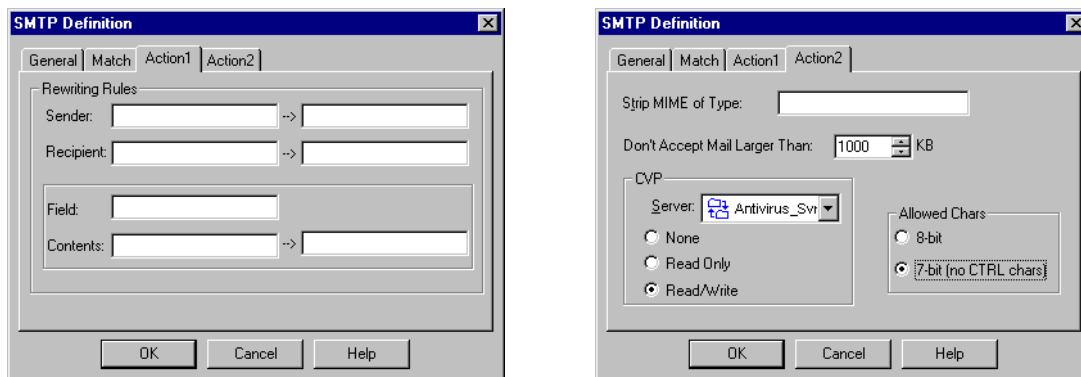 SMTP Definition
General Match Action1 Action2
Rewriting Rules
Sender: -->
Recipient: -->
Field:
Contents: -->
OK Cancel Help
SMTP Definition
General Match Action1 Action2
Strip MIME of Type:
Don't Accept Mail Larger Than: 1000 KB
CVP
Server: Antivirus_Svr
None
Read Only
Read/Write
Allowed Chars
8-bit
7-bit (no CTRL chars)
OK Cancel Help